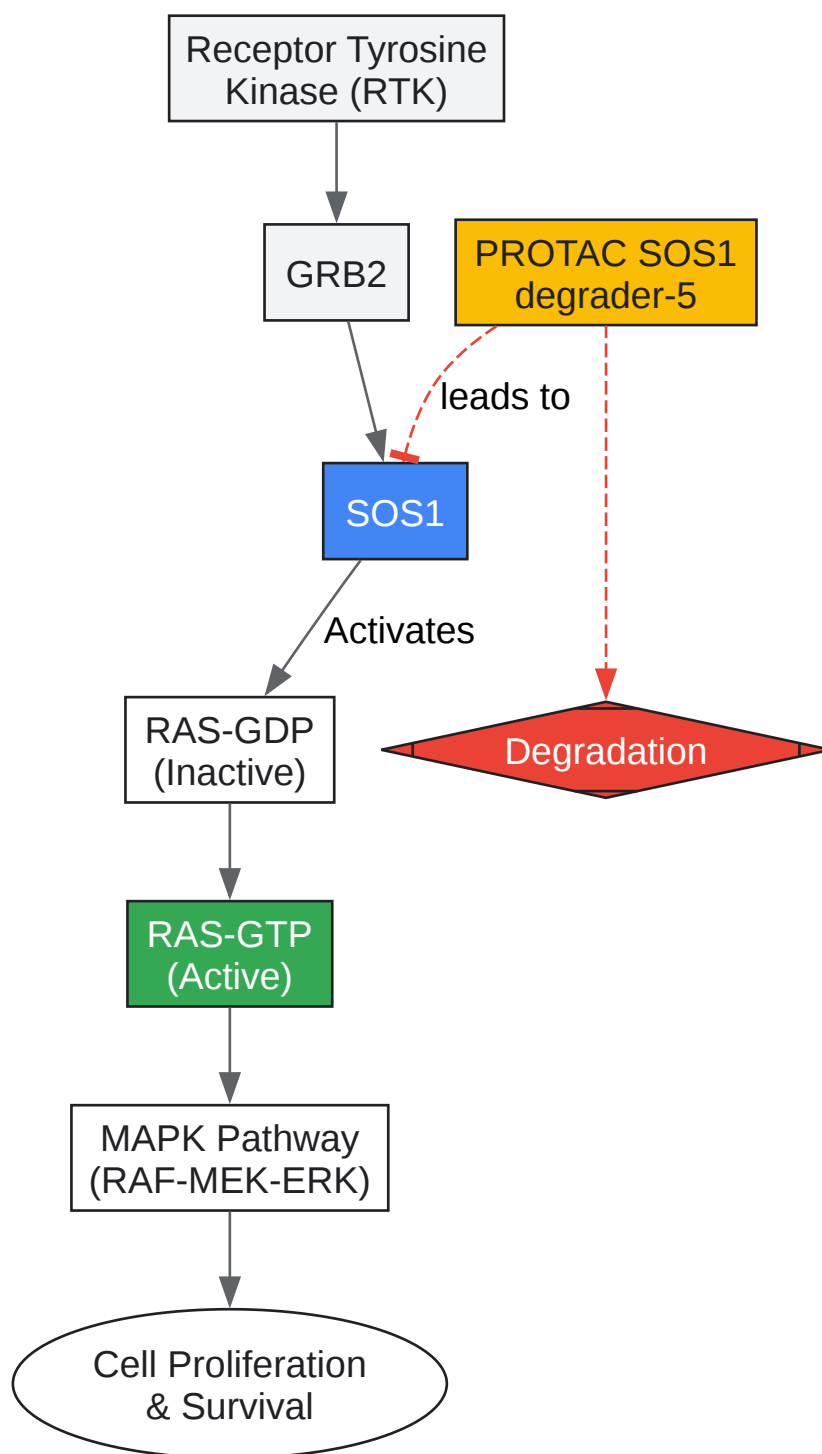 Receptor Tyrosine
Kinase (RTK)
GRB2
PROTAC SOS1
degrader-5
leads to
SOS1
Activates
RAS-GDP
(Inactive)
Degradation
RAS-GTP
(Active)
MAPK Pathway
(RAF-MEK-ERK)
Cell Proliferation
& Survival